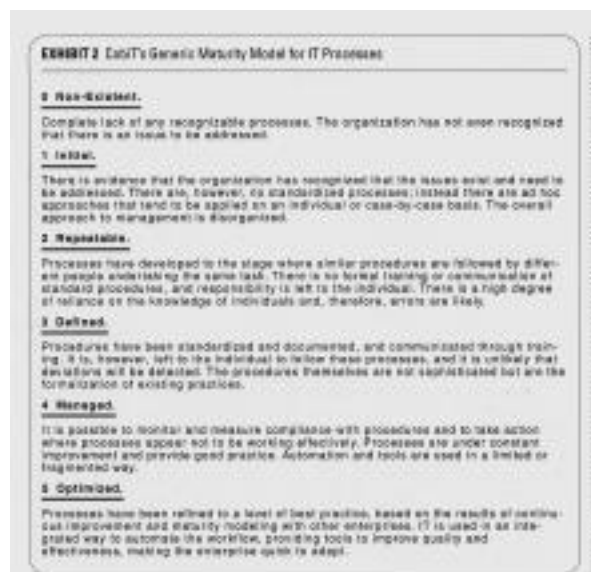 EXHIBIT 2 CobiT's Generic Maturity Model for IT Processes
0 Non-Existent.
Complete lack of any recognizable processes. The organization has not even recognized
that there is an issue to be addressed.
1 Initial.
There is evidence that the organization has recognized that the issues exist and need to
be addressed. There are, however, no standardized processes; instead there are ad hoc
approaches that tend to be applied on an individual or case-by-case basis. The overall
approach to management is disorganized.
2 Repeatable.
Processes have developed to the stage where similar procedures are followed by differ-
ent people undertaking the same task. There is no formal training or communication of
standard procedures, and responsibility is left to the individual. There is a high degree
of reliance on the knowledge of individuals and, therefore, errors are likely.
3 Defined.
Procedures have been standardized and documented, and communicated through train-
ing. It is, however, left to the individual to follow these processes, and it is unlikely that
deviations will be detected. The procedures themselves are not sophisticated but are the
formalization of existing practices.
4 Managed.
It is possible to monitor and measure compliance with procedures and to take action
where processes appear not to be working effectively. Processes are under constant
improvement and provide good practice. Automation and tools are used in a limited or
fragmented way.
5 Optimized.
Processes have been refined to a level of best practice, based on the results of continu-
ous improvement and maturity modeling with other enterprises. IT is used in an inte-
grated way to automate the workflow, providing tools to improve quality and
effectiveness, making the enterprise quick to adapt.